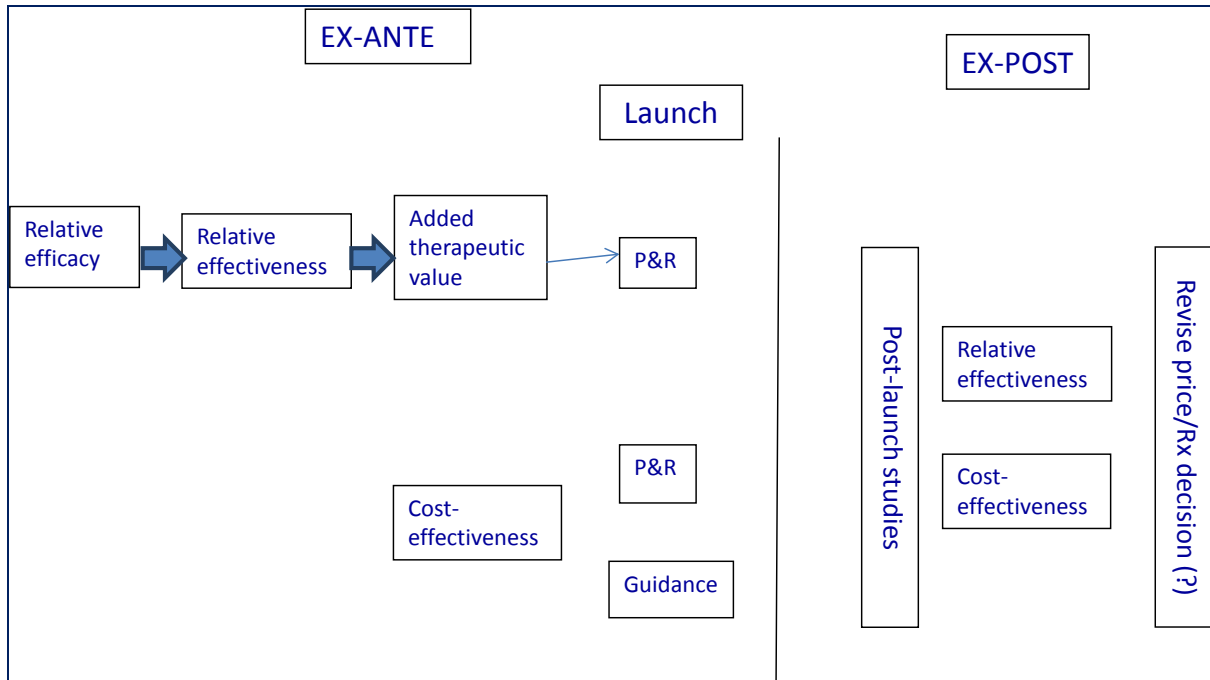 EX-ANTE
EX-POST
Launch
Relative
efficacy
Relative
effectiveness
Added
therapeutic
value
P&R
P&R
Cost-
effectiveness
Guidance
Post-launch studies
Relative
effectiveness
Cost-
effectiveness
Revise price/Rx decision (?)